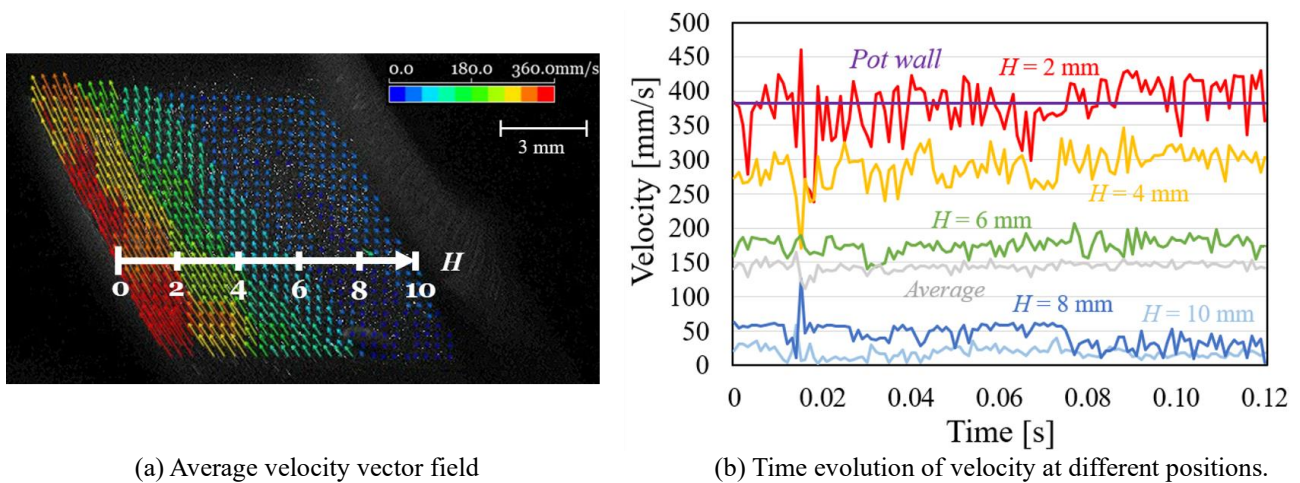 0.0 180.0 360.0mm/s
3 mm
H
0 2 4 6 8 10
(a) Average velocity vector field
Velocity [mm/s]
500
450
400
350
300
250
200
150
100
50
0
Pot wall
H = 2 mm
H = 4 mm
H = 6 mm
Average
H = 8 mm
H = 10 mm
0 0.02 0.04 0.06 0.08 0.10 0.12
Time [s]
(b) Time evolution of velocity at different positions.